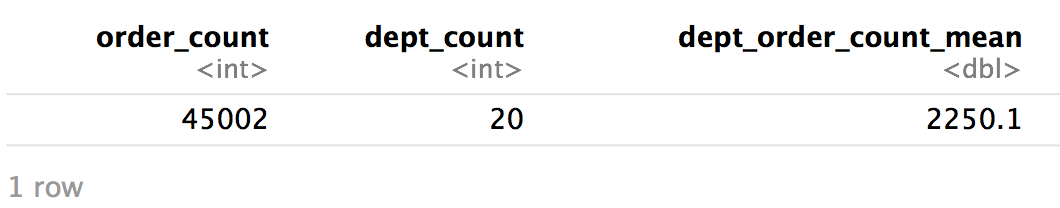 order_count dept_count dept_order_count_mean
<int> <int> <dbl>
45002 20 2250.1
1 row